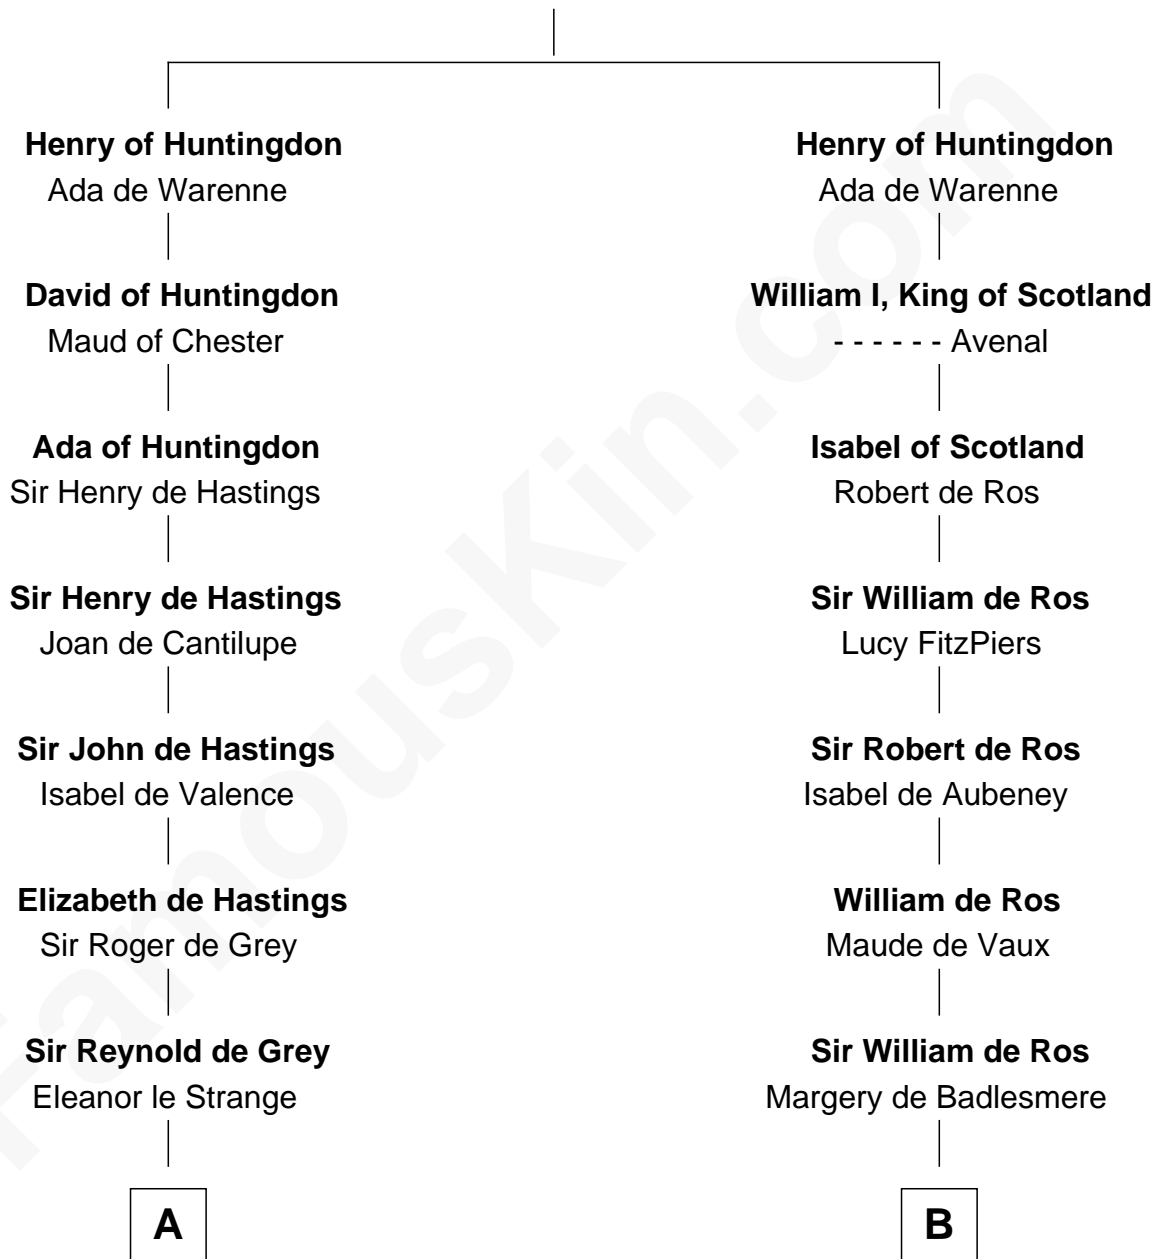 Henry of Huntingdon
Ada de Warenne
David of Huntingdon
Maud of Chester
Ada of Huntingdon
Sir Henry de Hastings
Sir Henry de Hastings
Joan de Cantilupe
Sir John de Hastings
Isabel de Valence
Elizabeth de Hastings
Sir Roger de Grey
Sir Reynold de Grey
Eleanor le Strange
A
Henry of Huntingdon
Ada de Warenne
William I, King of Scotland
- - - - - - Avenal
Isabel of Scotland
Robert de Ros
Sir William de Ros
Lucy FitzPiers
Sir Robert de Ros
Isabel de Aubeney
William de Ros
Maude de Vaux
Sir William de Ros
Margery de Badlesmere
B
FamousKin.com